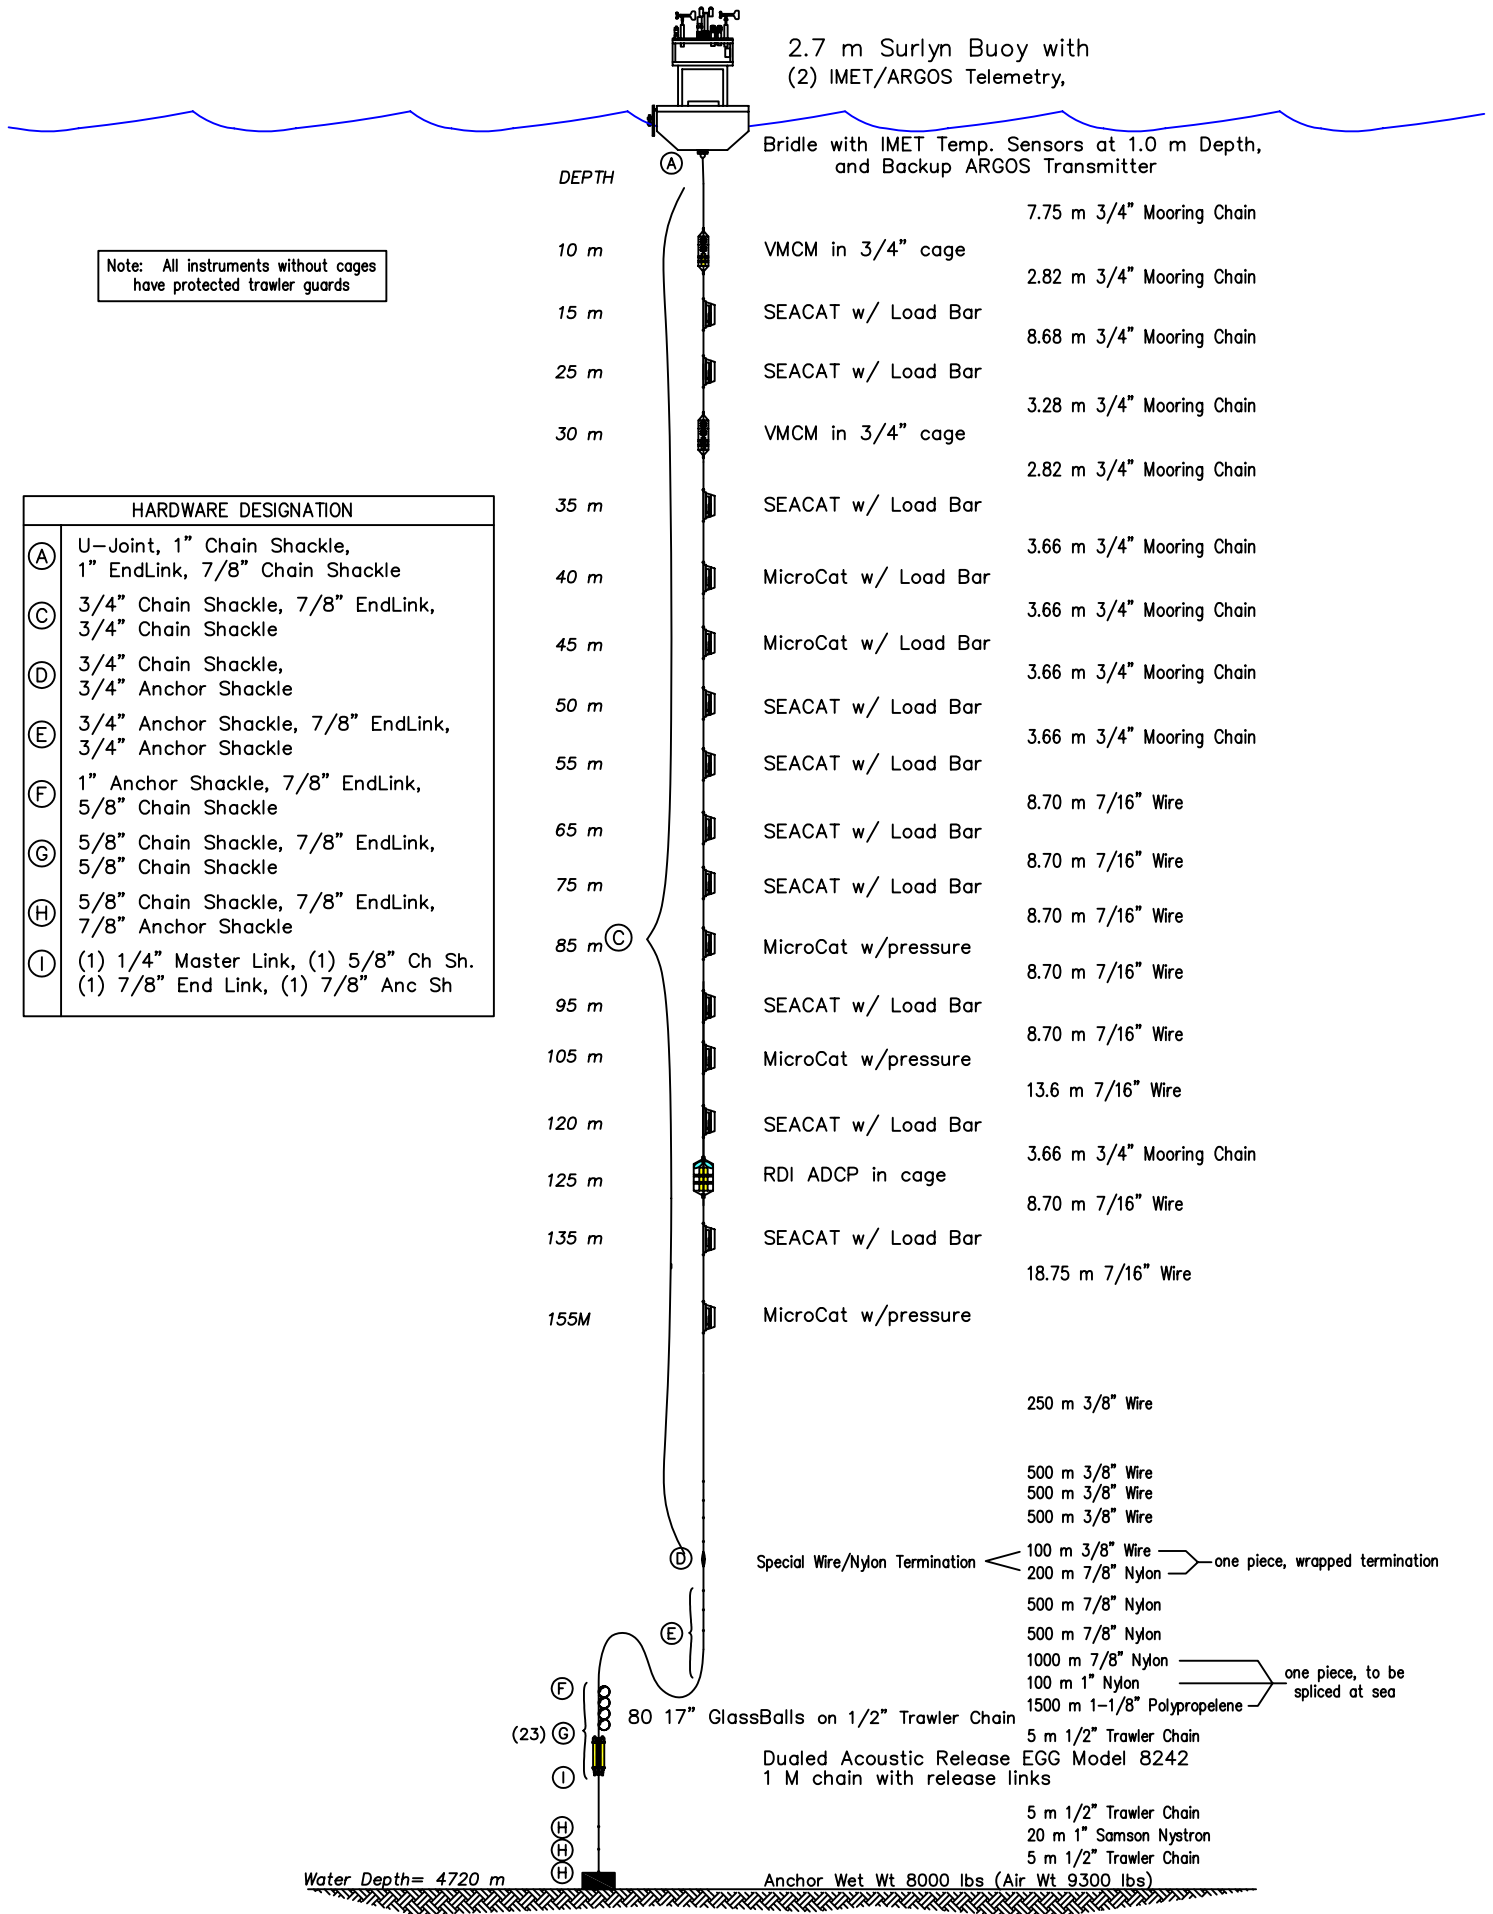 2.7 m Surlyn Buoy with
(2) IMET/ARGOS Telemetry,
Bridle with IMET Temp. Sensors at 1.0 m Depth,
and Backup ARGOS Transmitter
A
DEPTH
7.75 m 3/4" Mooring Chain
10 m
VMCM in 3/4" cage
Note: All instruments without cages
have protected trawler guards
2.82 m 3/4" Mooring Chain
15 m
SEACAT w/ Load Bar
8.68 m 3/4" Mooring Chain
25 m
SEACAT w/ Load Bar
3.28 m 3/4" Mooring Chain
30 m
VMCM in 3/4" cage
2.82 m 3/4" Mooring Chain
35 m
SEACAT w/ Load Bar
3.66 m 3/4" Mooring Chain
40 m
MicroCat w/ Load Bar
3.66 m 3/4" Mooring Chain
45 m
MicroCat w/ Load Bar
3.66 m 3/4" Mooring Chain
50 m
SEACAT w/ Load Bar
3.66 m 3/4" Mooring Chain
55 m
SEACAT w/ Load Bar
8.70 m 7/16" Wire
65 m
SEACAT w/ Load Bar
8.70 m 7/16" Wire
75 m
SEACAT w/ Load Bar
8.70 m 7/16" Wire
85 m
C
MicroCat w/pressure
8.70 m 7/16" Wire
95 m
SEACAT w/ Load Bar
8.70 m 7/16" Wire
105 m
MicroCat w/pressure
13.6 m 7/16" Wire
120 m
SEACAT w/ Load Bar
3.66 m 3/4" Mooring Chain
125 m
RDI ADCP in cage
8.70 m 7/16" Wire
135 m
SEACAT w/ Load Bar
18.75 m 7/16" Wire
155M
MicroCat w/pressure
HARDWARE DESIGNATION
A
U-Joint, 1" Chain Shackle,
1" EndLink, 7/8" Chain Shackle
C
3/4" Chain Shackle, 7/8" EndLink,
3/4" Chain Shackle
D
3/4" Chain Shackle,
3/4" Anchor Shackle
E
3/4" Anchor Shackle, 7/8" EndLink,
3/4" Anchor Shackle
F
1" Anchor Shackle, 7/8" EndLink,
5/8" Chain Shackle
G
5/8" Chain Shackle, 7/8" EndLink,
5/8" Chain Shackle
H
5/8" Chain Shackle, 7/8" EndLink,
7/8" Anchor Shackle
I
(1) 1/4" Master Link, (1) 5/8" Ch Sh.
(1) 7/8" End Link, (1) 7/8" Anc Sh
250 m 3/8" Wire
500 m 3/8" Wire
500 m 3/8" Wire
500 m 3/8" Wire
D
Special Wire/Nylon Termination
100 m 3/8" Wire
200 m 7/8" Nylon
one piece, wrapped termination
500 m 7/8" Nylon
E
500 m 7/8" Nylon
1000 m 7/8" Nylon
100 m 1" Nylon
1500 m 1-1/8" Polypropelene
one piece, to be
spliced at sea
F
80 17" GlassBalls on 1/2" Trawler Chain
(23) G
5 m 1/2" Trawler Chain
Dualed Acoustic Release EGG Model 8242
1 M chain with release links
I
5 m 1/2" Trawler Chain
H
20 m 1" Samson Nystron
H
5 m 1/2" Trawler Chain
H
Water Depth= 4720 m
Anchor Wet Wt 8000 lbs (Air Wt 9300 lbs)